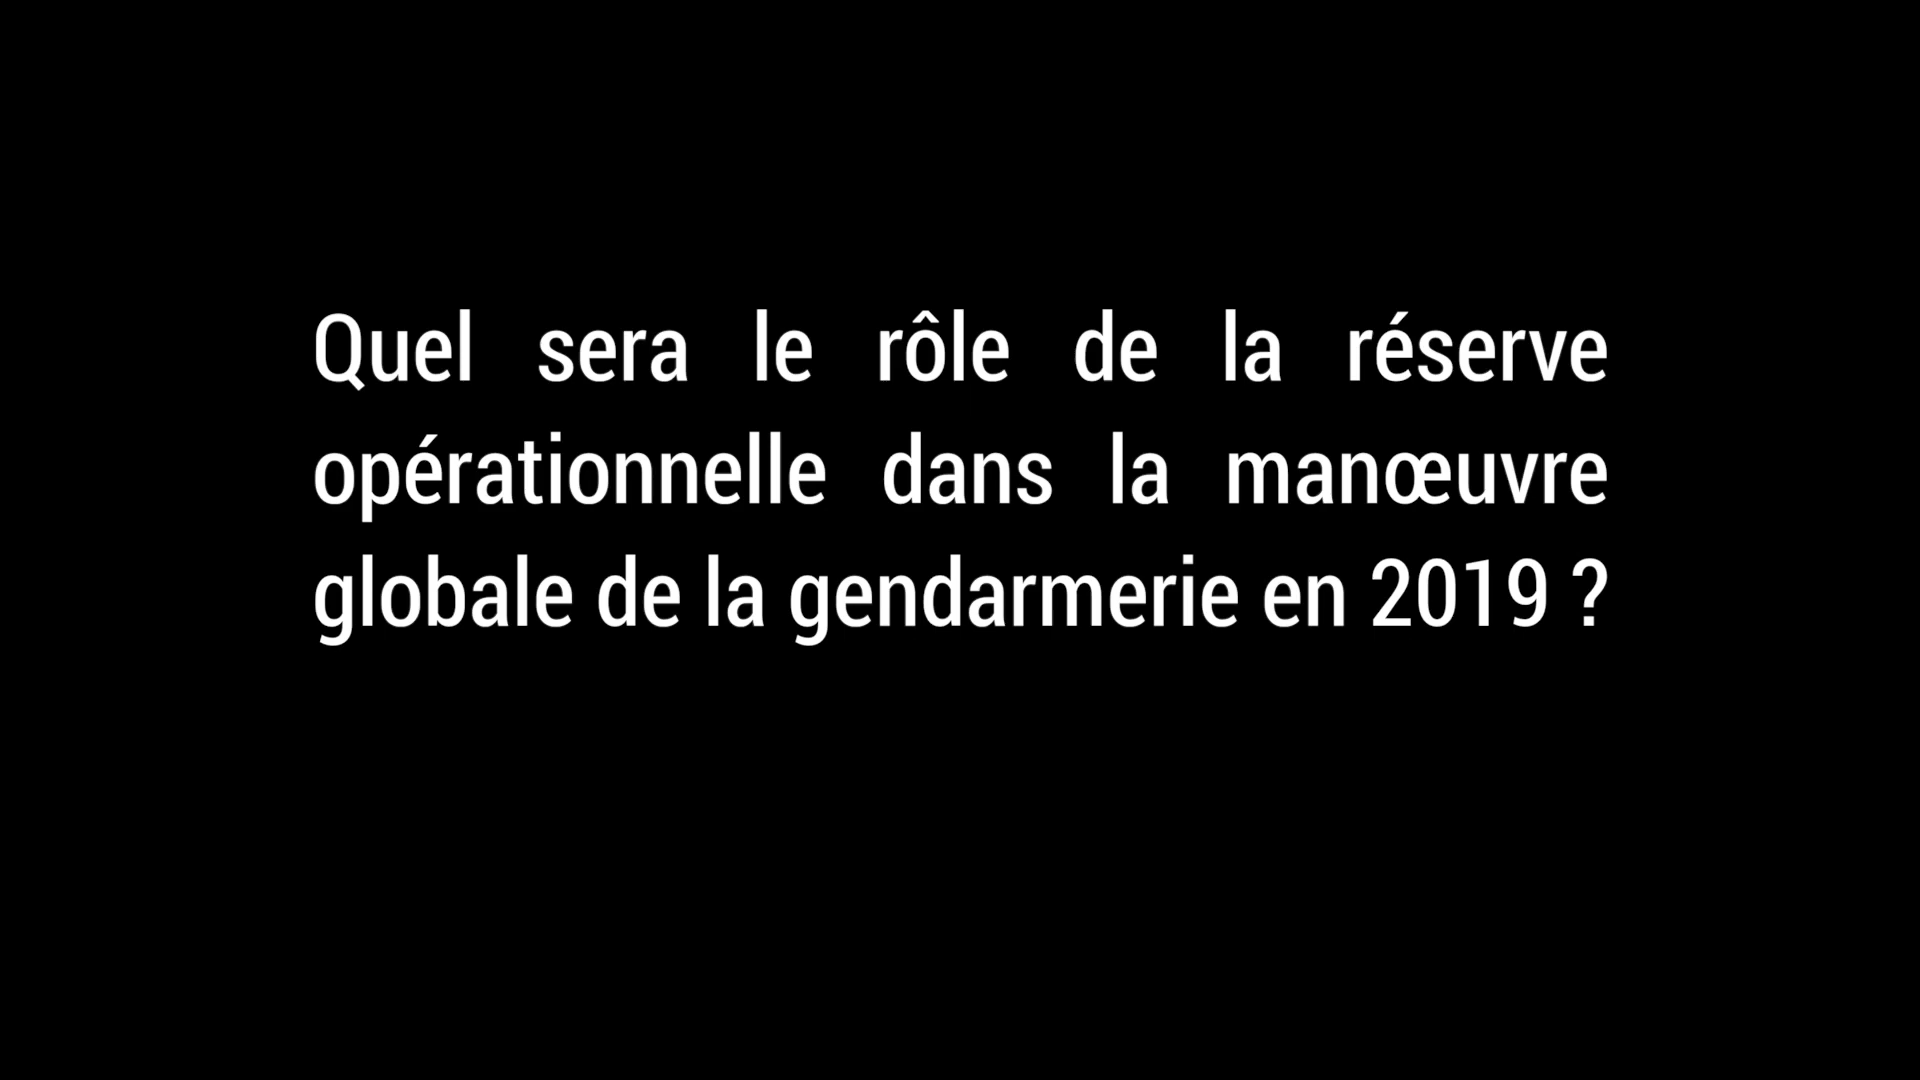 Quel sera le rôle de la réserve
opérationnelle dans la manœuvre
globale de la gendarmerie en 2019 ?